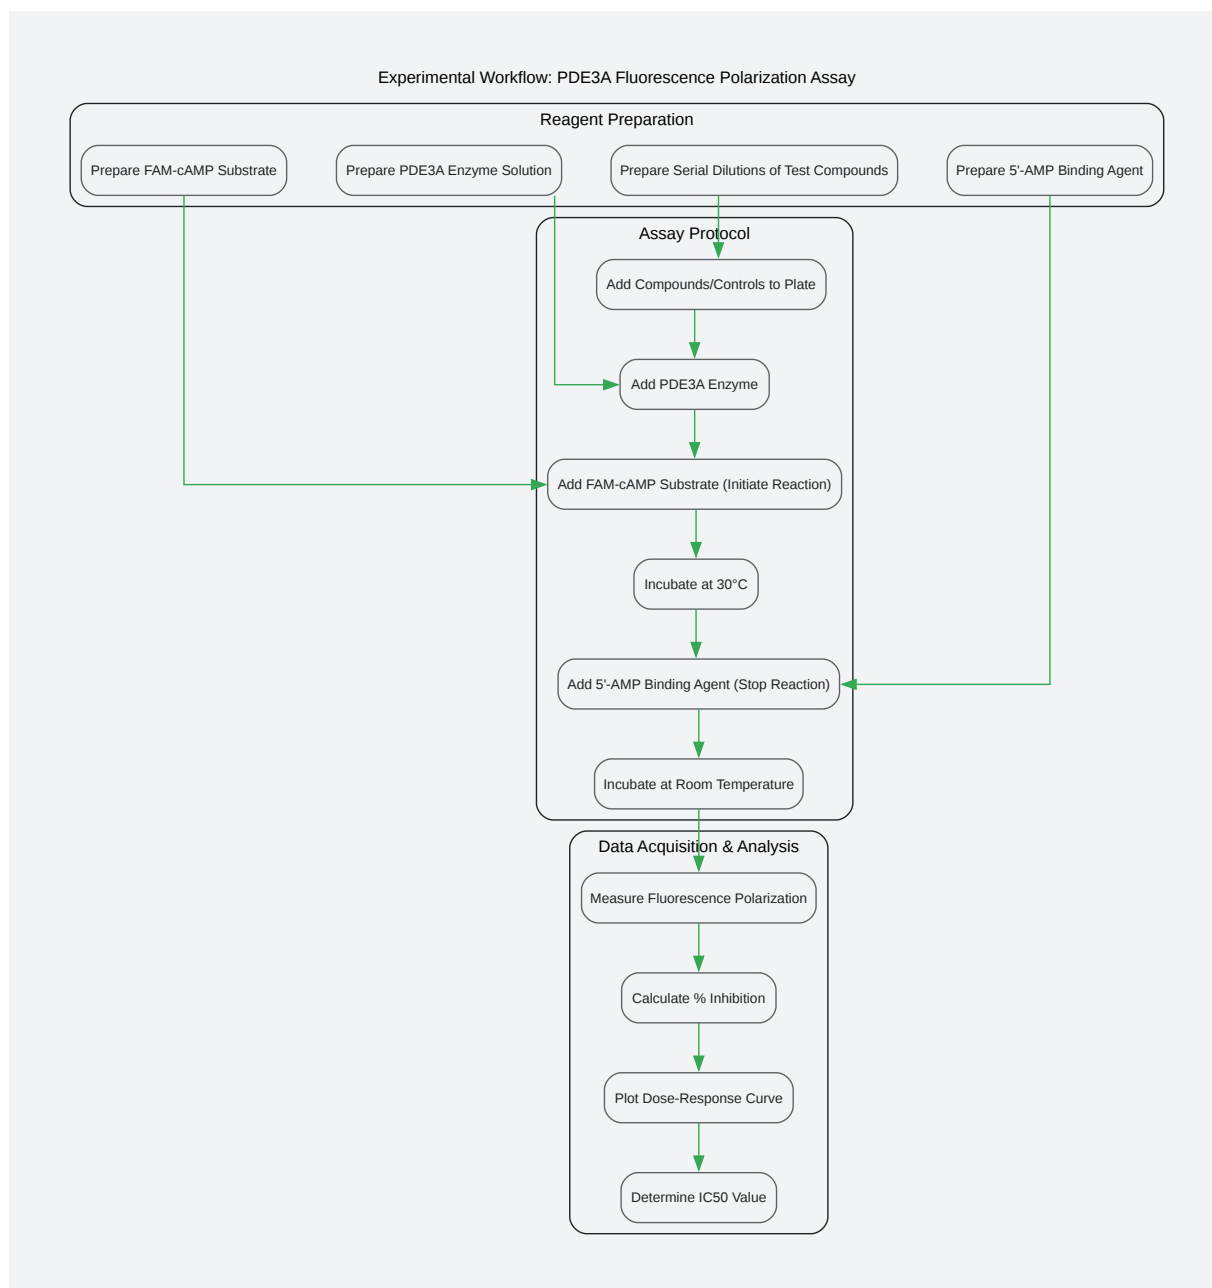 Experimental Workflow: PDE3A Fluorescence Polarization Assay
Reagent Preparation
Prepare FAM-cAMP Substrate
Prepare PDE3A Enzyme Solution
Prepare Serial Dilutions of Test Compounds
Prepare 5'-AMP Binding Agent
Assay Protocol
Add Compounds/Controls to Plate
Add PDE3A Enzyme
Add FAM-cAMP Substrate (Initiate Reaction)
Incubate at 30°C
Add 5'-AMP Binding Agent (Stop Reaction)
Incubate at Room Temperature
Data Acquisition & Analysis
Measure Fluorescence Polarization
Calculate % Inhibition
Plot Dose-Response Curve
Determine IC50 Value